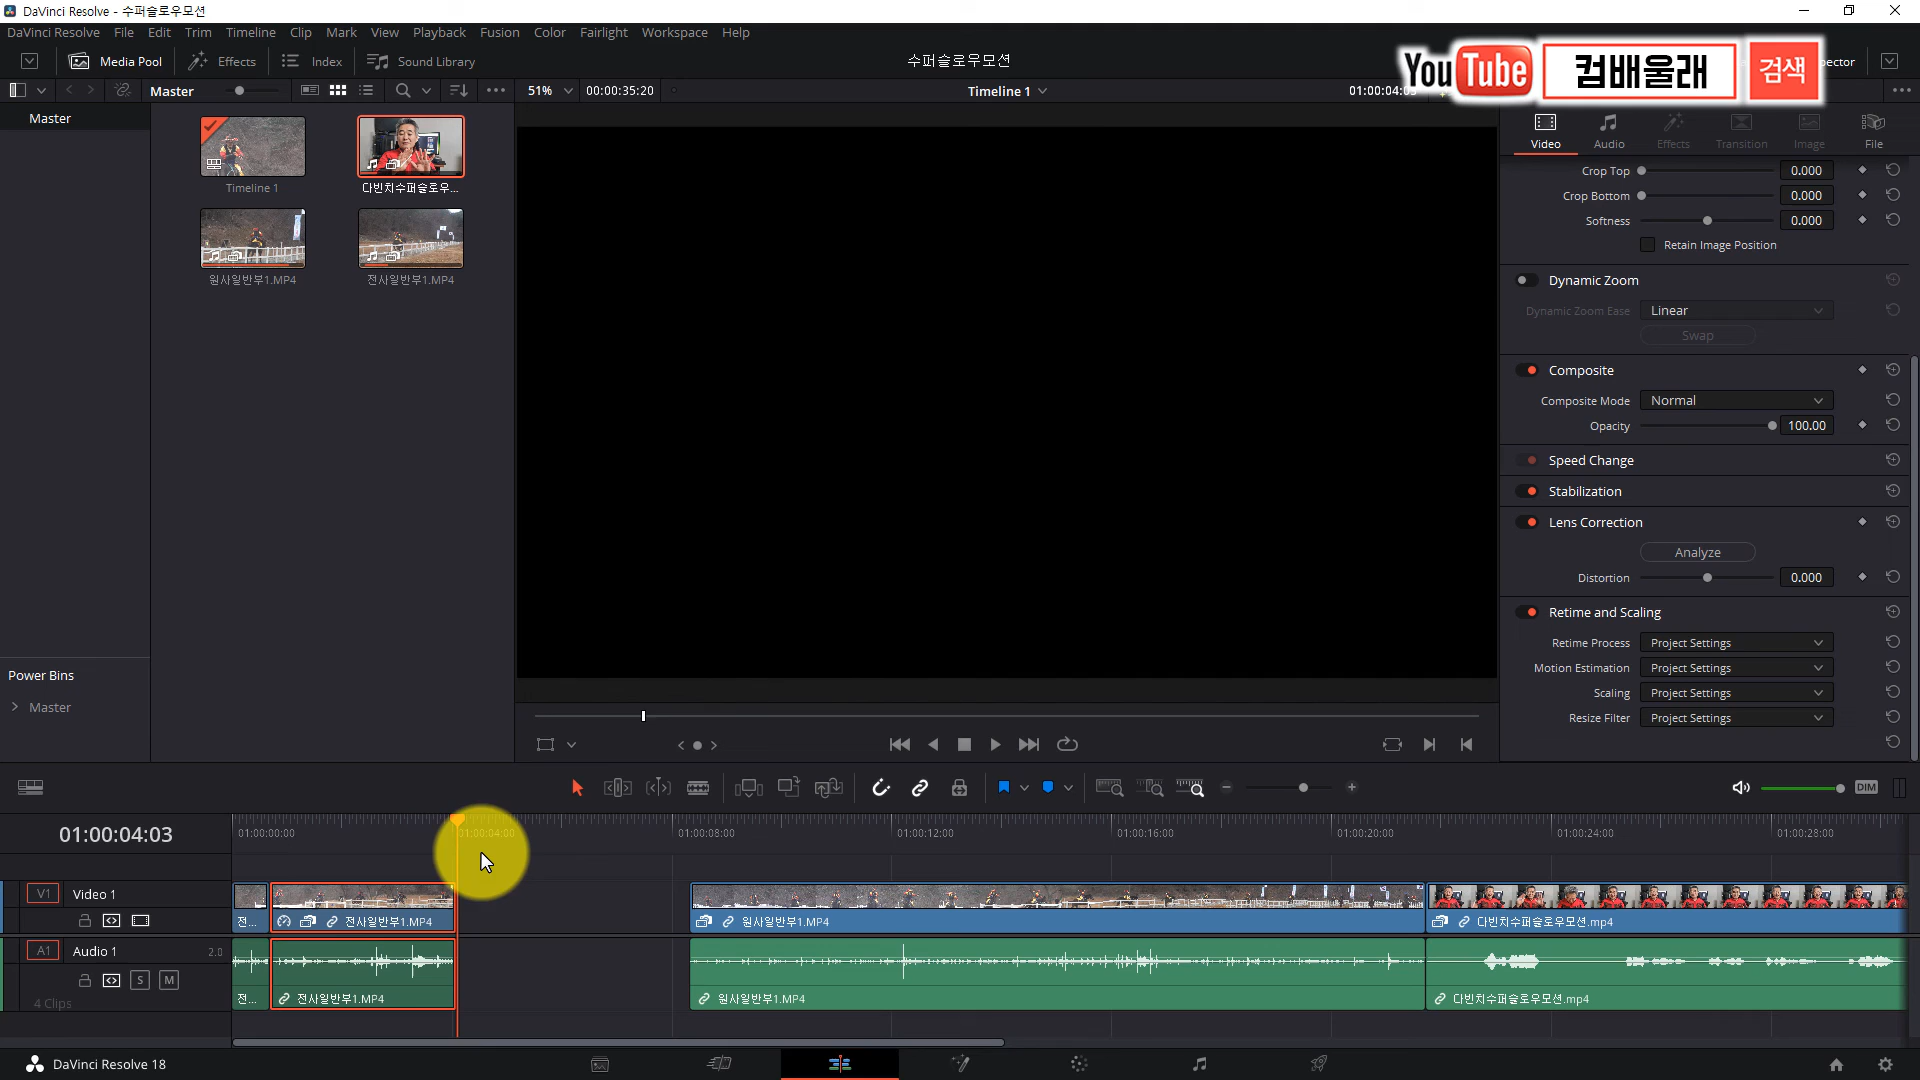 DaVinci Resolve - 수퍼슬로우모션
DaVinci Resolve File Edit Trim Timeline Clip Mark View Playback Fusion Color Fairlight Workspace Help
Media Pool Effects Index Sound Library 수퍼슬로우모션
YouTube 컴배울래 검색
Master 51% 00:00:35:20 Timeline 1
Master
Video Audio Effects Transition Image File
Timeline 1 다빈치수퍼슬로우...
원사일반부1.MP4 전사일반부1.MP4
Crop Top 0.000
Crop Bottom 0.000
Softness 0.000
Retain Image Position
Dynamic Zoom
Dynamic Zoom Ease Linear
Swap
Composite
Composite Mode Normal
Opacity 100.00
Speed Change
Stabilization
Lens Correction
Analyze
Distortion 0.000
Retime and Scaling
Retime Process Project Settings
Motion Estimation Project Settings
Scaling Project Settings
Resize Filter Project Settings
Power Bins
Master
DIM
01:00:04:03 01:00:00:00 01:00:04:00 01:00:08:00 01:00:12:00 01:00:16:00 01:00:20:00 01:00:24:00 01:00:28:00
V1 Video 1
전... 전사일반부1.MP4 원사일반부1.MP4 다빈치수퍼슬로우모션.mp4
A1 Audio 1 2.0
S M
4 Clips
전... 전사일반부1.MP4 원사일반부1.MP4 다빈치수퍼슬로우모션.mp4
DaVinci Resolve 18